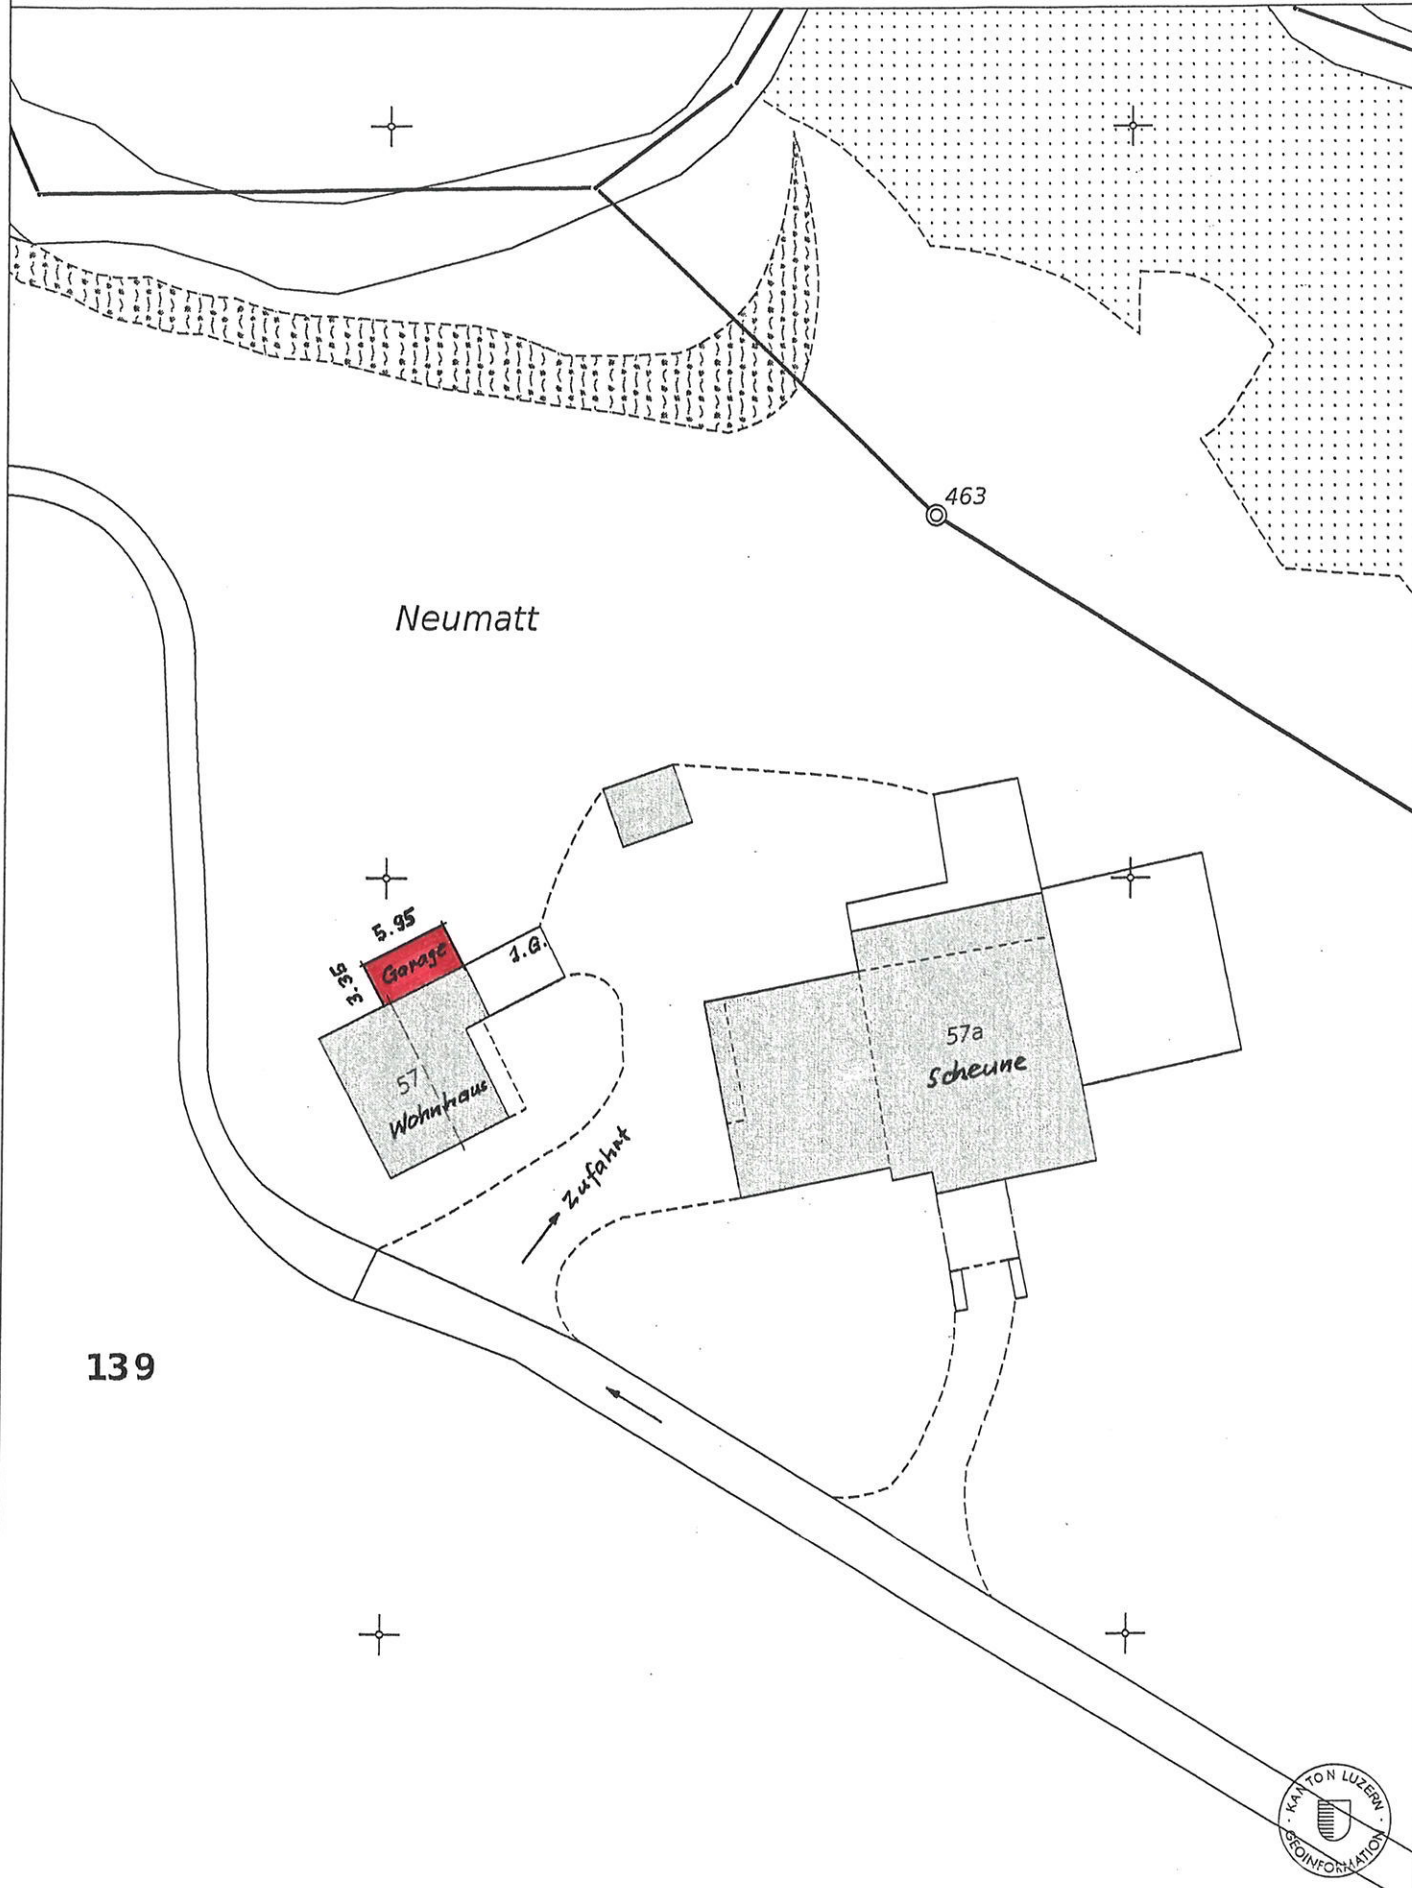 463
Neumatt
5.95
3.35
Garage
1.G.
57
Wohnhaus
57a
Scheune
Zufahrt
139
KANTON LUZERN
GEOINFORMATION